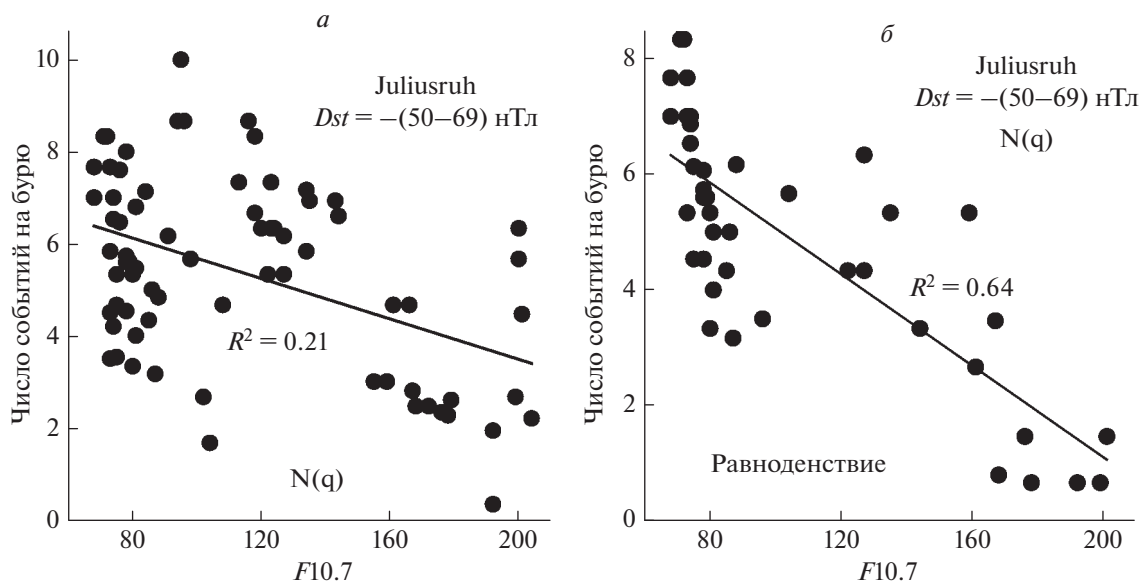 а
Число событий на бурю
10
8
6
4
2
0
Juliusruh
Dst = –(50–69) нТл
R² = 0.21
N(q)
80 120 160 200
F10.7
б
Число событий на бурю
8
6
4
2
0
Juliusruh
Dst = –(50–69) нТл
N(q)
R² = 0.64
Равноденствие
80 120 160 200
F10.7